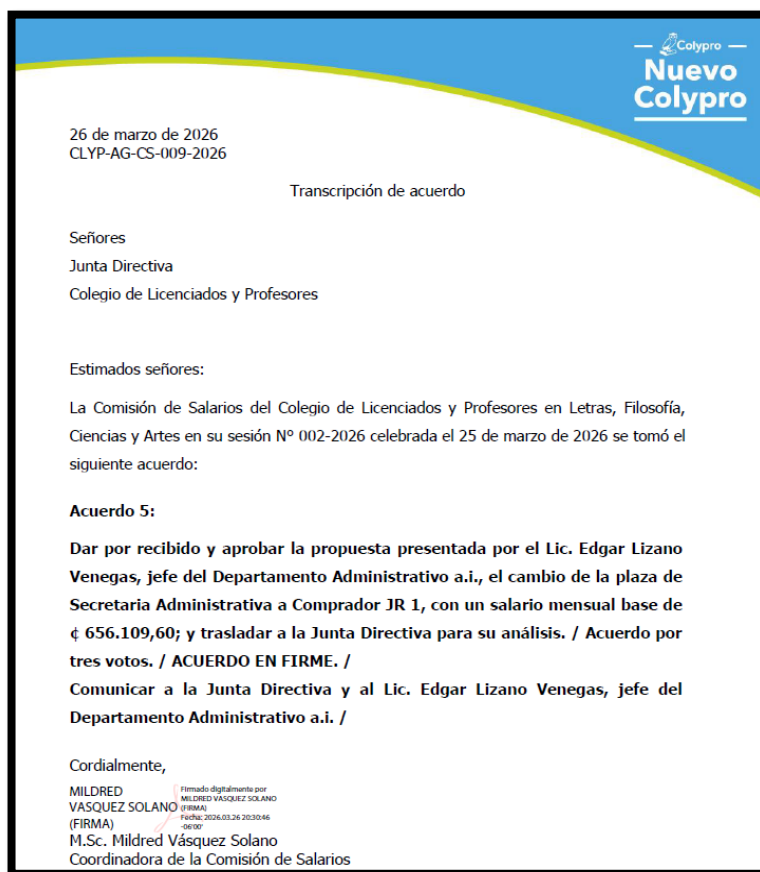 Colypro
Nuevo
Colypro
26 de marzo de 2026
CLYP-AG-CS-009-2026
Transcripción de acuerdo
Señores
Junta Directiva
Colegio de Licenciados y Profesores
Estimados señores:
La Comisión de Salarios del Colegio de Licenciados y Profesores en Letras, Filosofía,
Ciencias y Artes en su sesión Nº 002-2026 celebrada el 25 de marzo de 2026 se tomó el
siguiente acuerdo:
Acuerdo 5:
Dar por recibido y aprobar la propuesta presentada por el Lic. Edgar Lizano
Venegas, jefe del Departamento Administrativo a.i., el cambio de la plaza de
Secretaria Administrativa a Comprador JR 1, con un salario mensual base de
₵ 656.109,60; y trasladar a la Junta Directiva para su análisis. / Acuerdo por
tres votos. / ACUERDO EN FIRME. /
Comunicar a la Junta Directiva y al Lic. Edgar Lizano Venegas, jefe del
Departamento Administrativo a.i. /
Cordialmente,
MILDRED
VASQUEZ SOLANO
(FIRMA)
Firmado digitalmente por
MILDRED VASQUEZ SOLANO
(FIRMA)
Fecha: 2026.03.26 20:30:46
-06'00'
M.Sc. Mildred Vásquez Solano
Coordinadora de la Comisión de Salarios